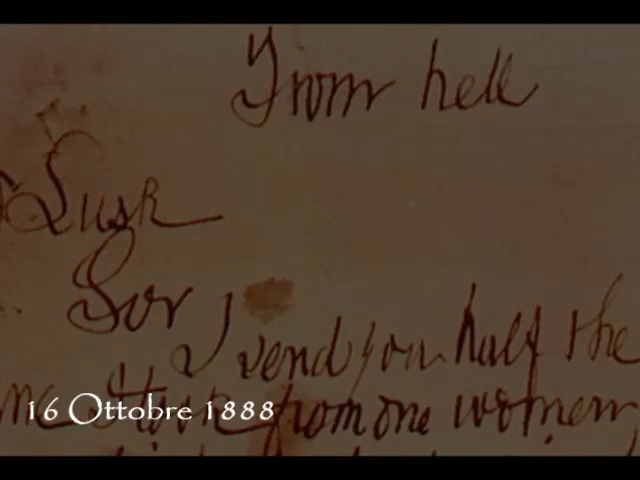 From hell
Lusk
Sor
I send you half the
from one women
16 Ottobre 1888